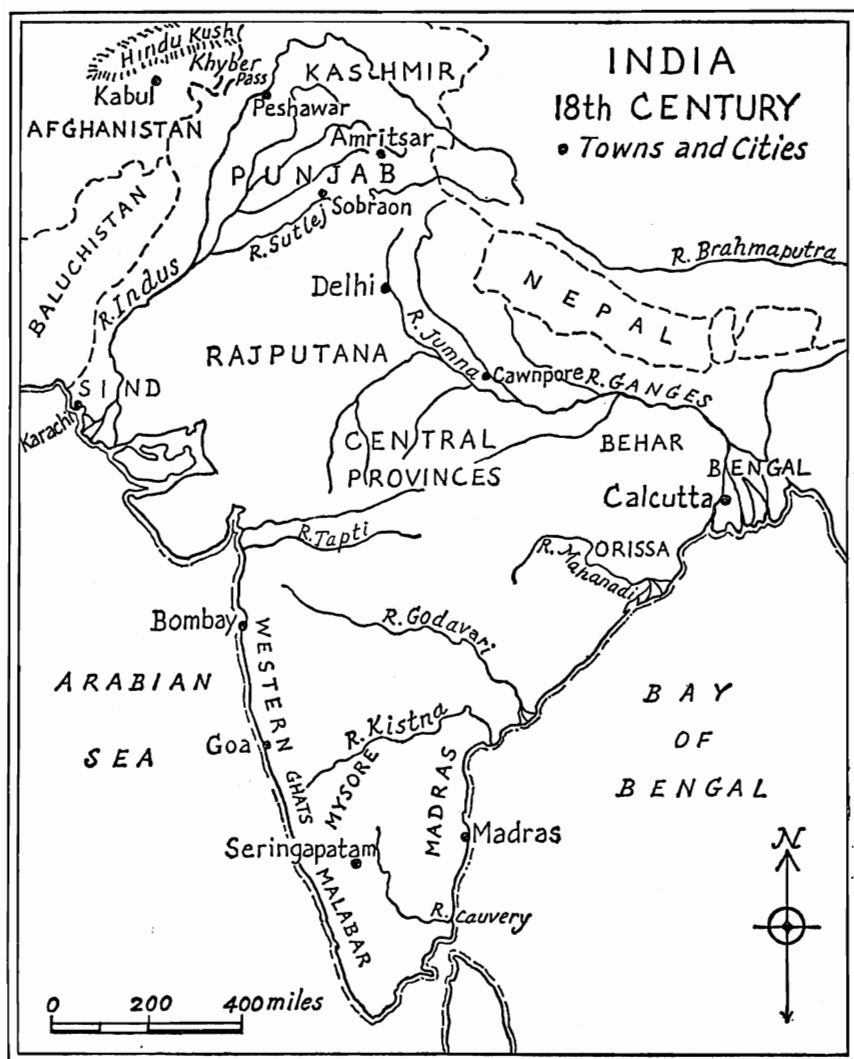 INDIA
18th CENTURY
• Towns and Cities
Hindu Kush
Khyber
Pass
Kabul
AFGHANISTAN
KASHMIR
Peshawar
Amritsar
PUNJAB
Sobraon
R. Sutlej
BALUCHISTAN
R. Indus
R. Brahmaputra
Delhi
NEPAL
R. Jumna
RAJPUTANA
Cawnpore
R. GANGES
SIND
Karachi
CENTRAL
PROVINCES
BEHAR
BENGAL
Calcutta
R. Tapti
ORISSA
R. Mahanadi
R. Godavari
Bombay
WESTERN
GHATS
ARABIAN
SEA
BAY
OF
BENGAL
R. Kistna
Goa
MYSORE
MADRAS
Madras
Seringapatam
MALABAR
R. Cauvery
N
0 200 400 miles